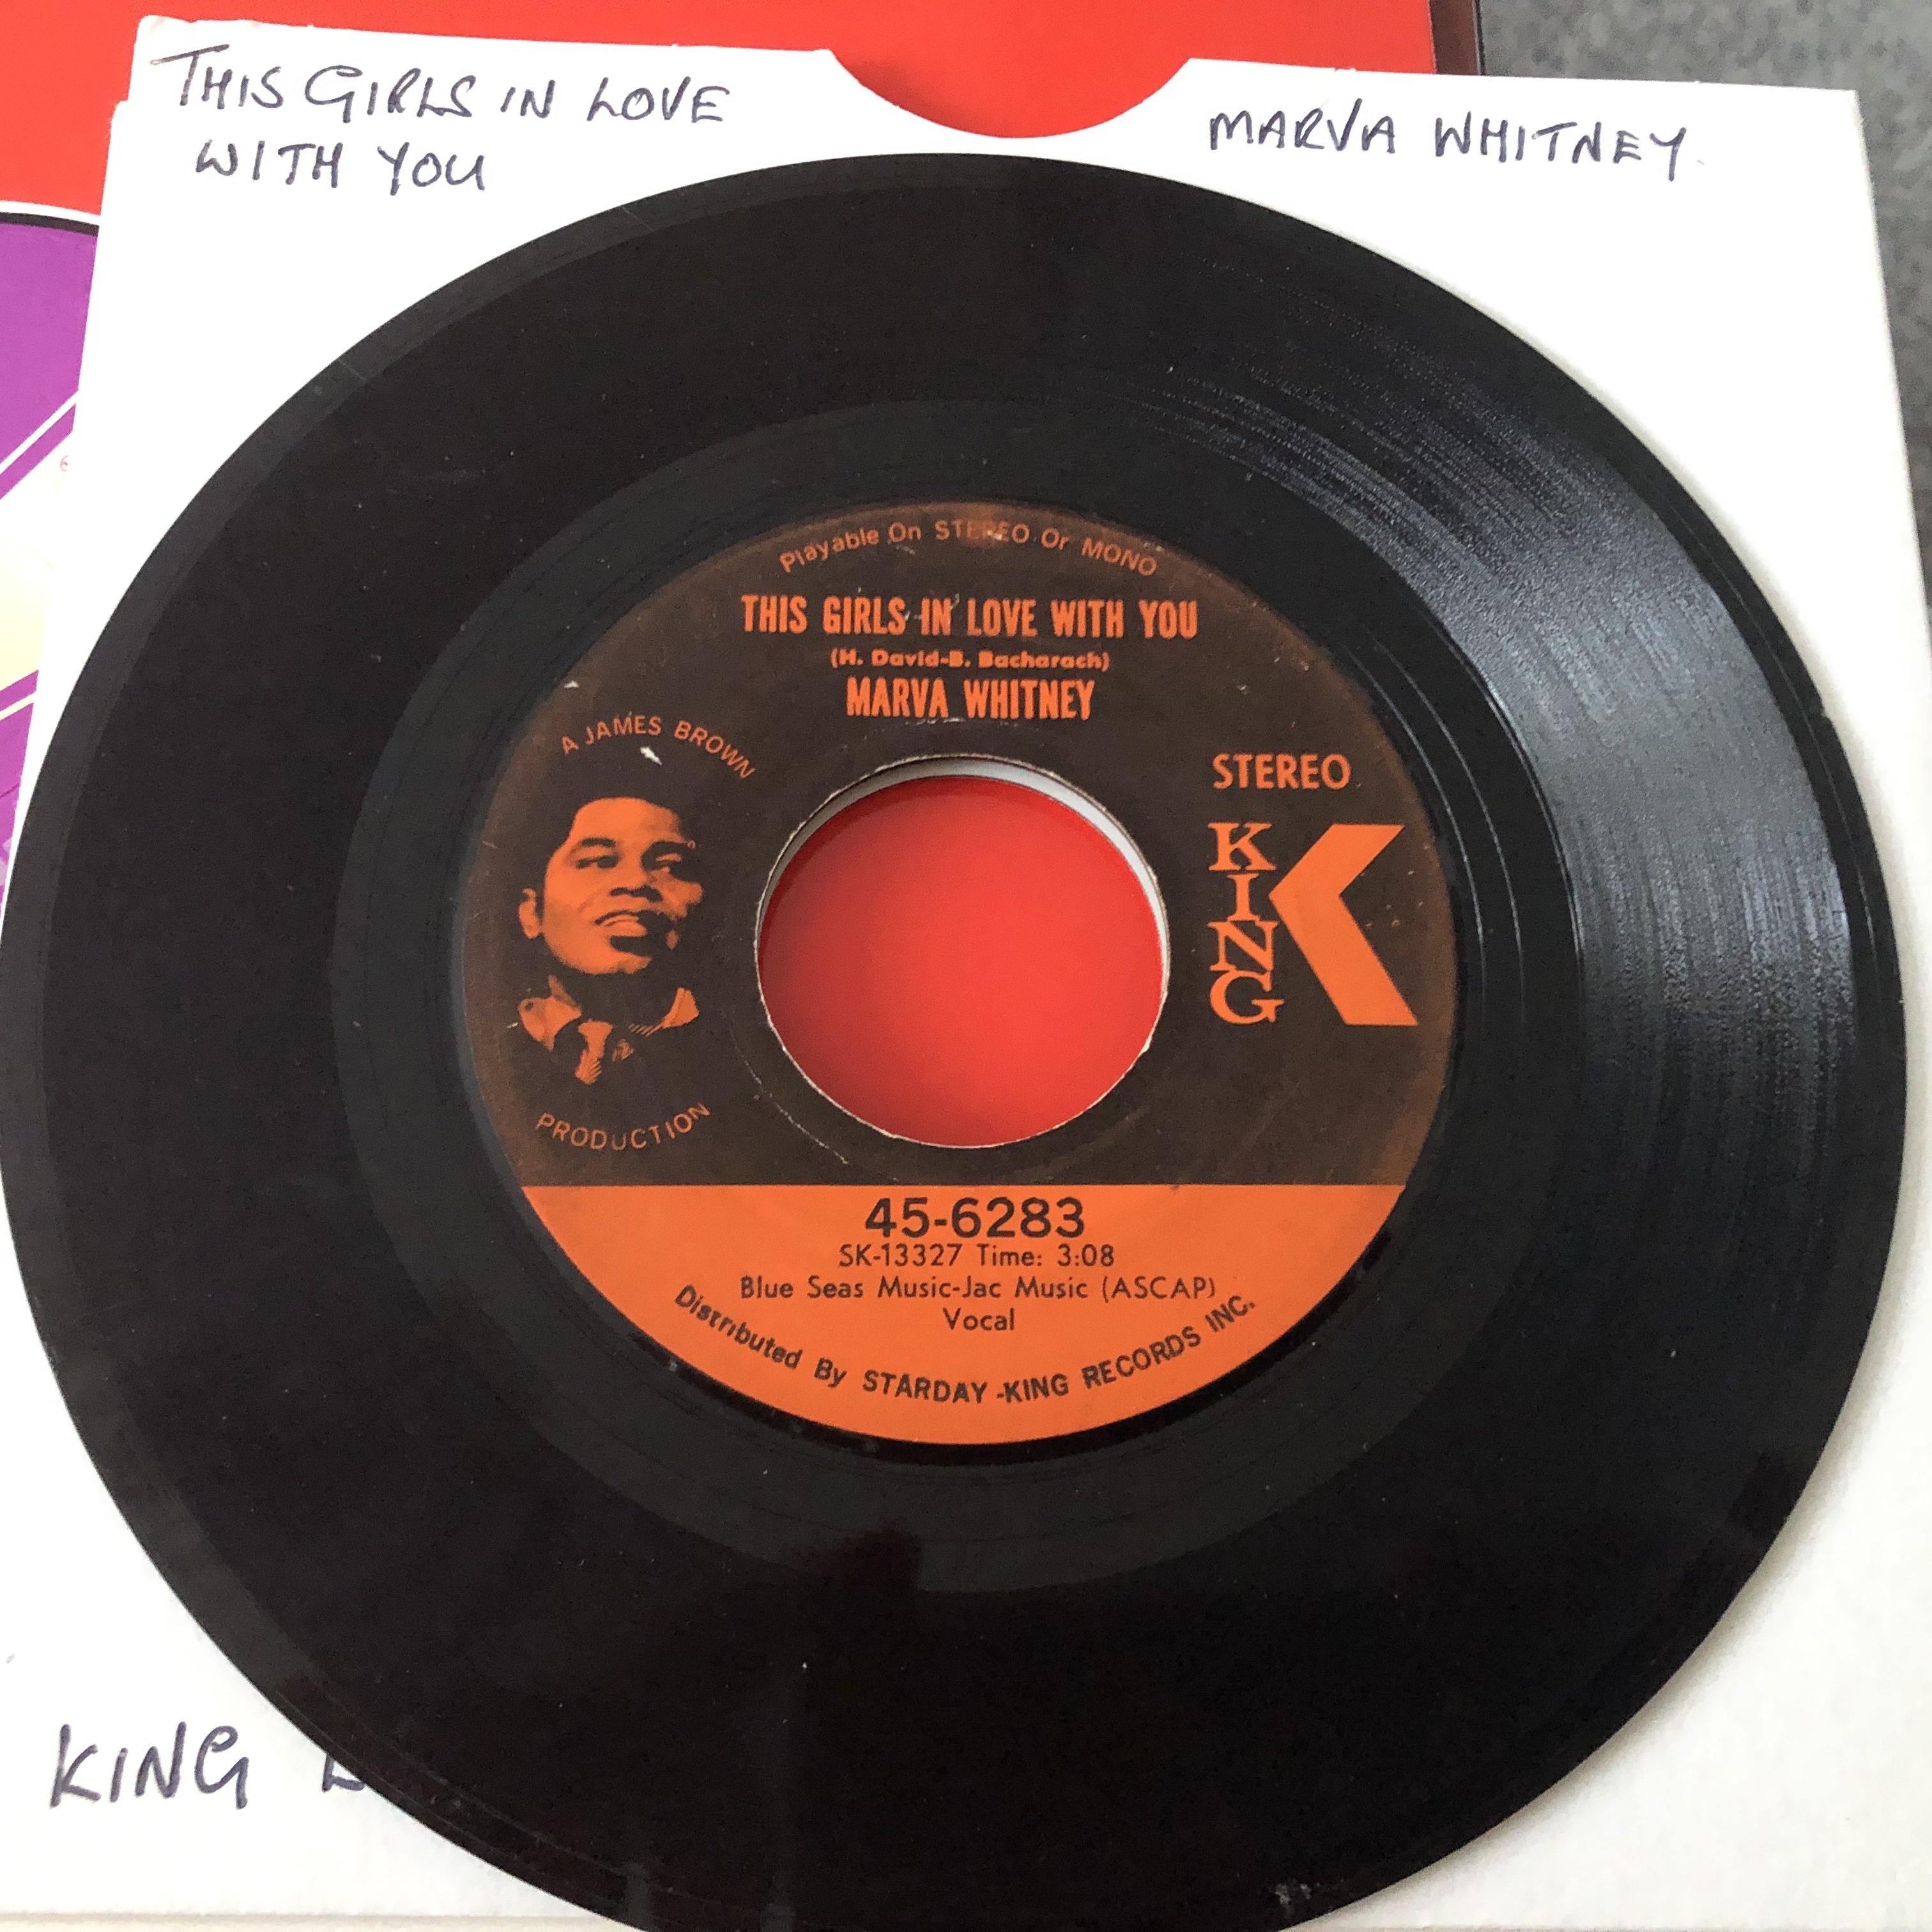 THIS GIRLS IN LOVE
WITH YOU
MARVA WHITNEY.
Playable On STEREO Or MONO
THIS GIRLS IN LOVE WITH YOU
(H. David-B. Bacharach)
MARVA WHITNEY
A JAMES BROWN
PRODUCTION
STEREO
KING
K
45-6283
SK-13327 Time: 3:08
Blue Seas Music-Jac Music (ASCAP)
Vocal
Distributed By STARDAY-KING RECORDS INC.
KING